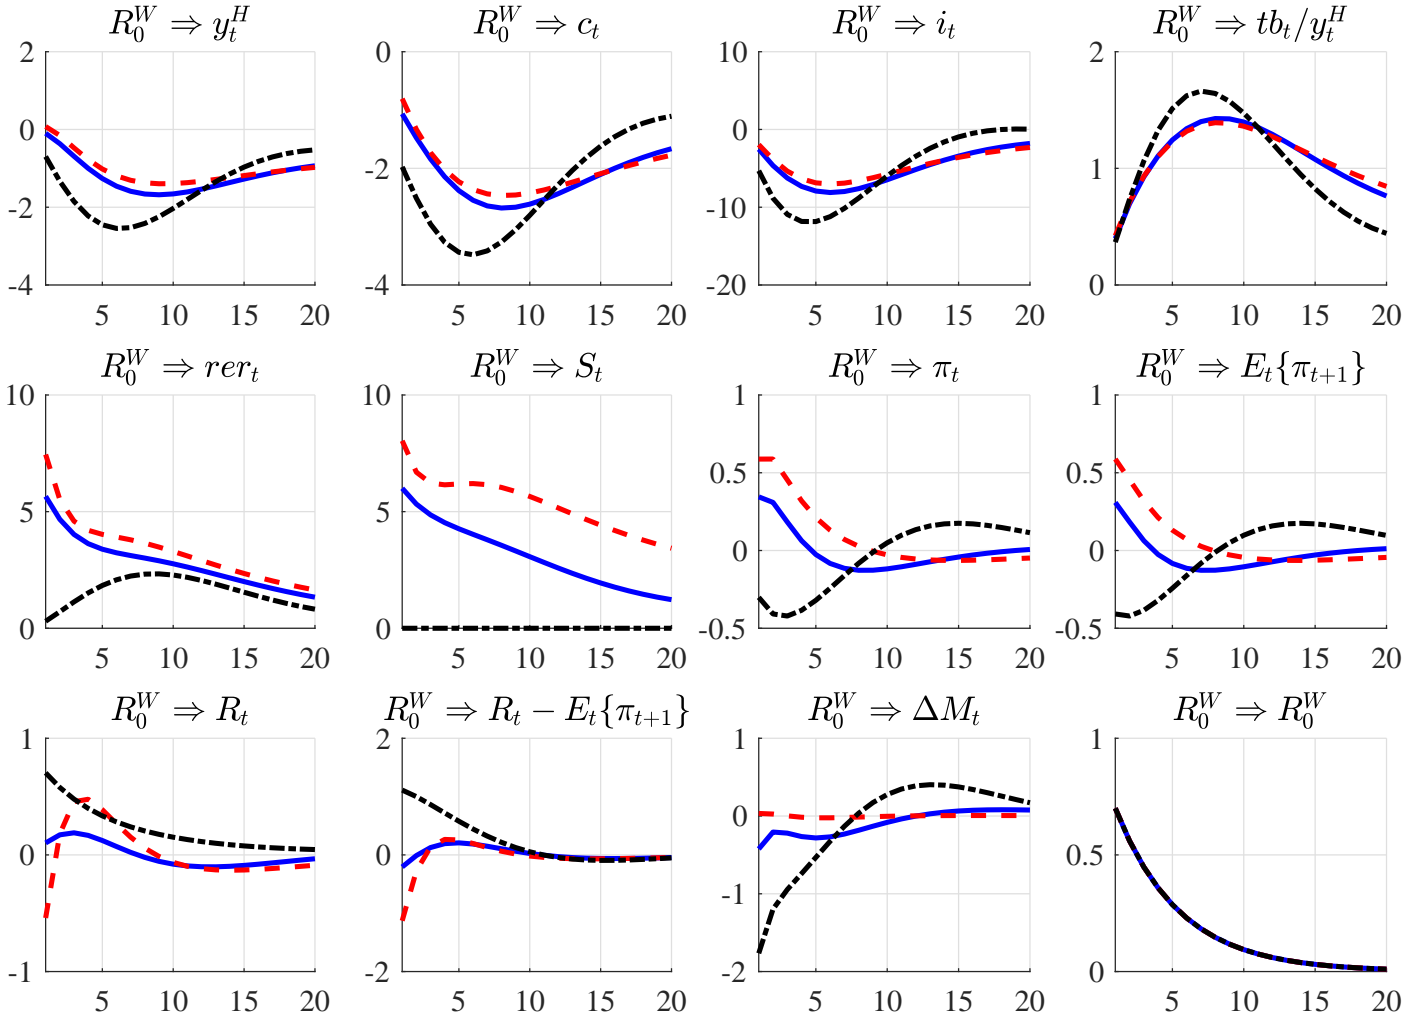 R_0^W ⇒ y_t^H
R_0^W ⇒ c_t
R_0^W ⇒ i_t
R_0^W ⇒ tb_t/y_t^H
2
0
-2
-4
5 10 15 20
0
-2
-4
5 10 15 20
10
0
-10
-20
5 10 15 20
2
1
0
5 10 15 20
R_0^W ⇒ rer_t
R_0^W ⇒ S_t
R_0^W ⇒ π_t
R_0^W ⇒ E_t{π_{t+1}}
10
5
0
5 10 15 20
10
5
0
5 10 15 20
1
0.5
0
-0.5
5 10 15 20
1
0.5
0
-0.5
5 10 15 20
R_0^W ⇒ R_t
R_0^W ⇒ R_t − E_t{π_{t+1}}
R_0^W ⇒ ΔM_t
R_0^W ⇒ R_0^W
1
0
-1
5 10 15 20
2
0
-2
5 10 15 20
1
0
-1
-2
5 10 15 20
1
0.5
0
5 10 15 20